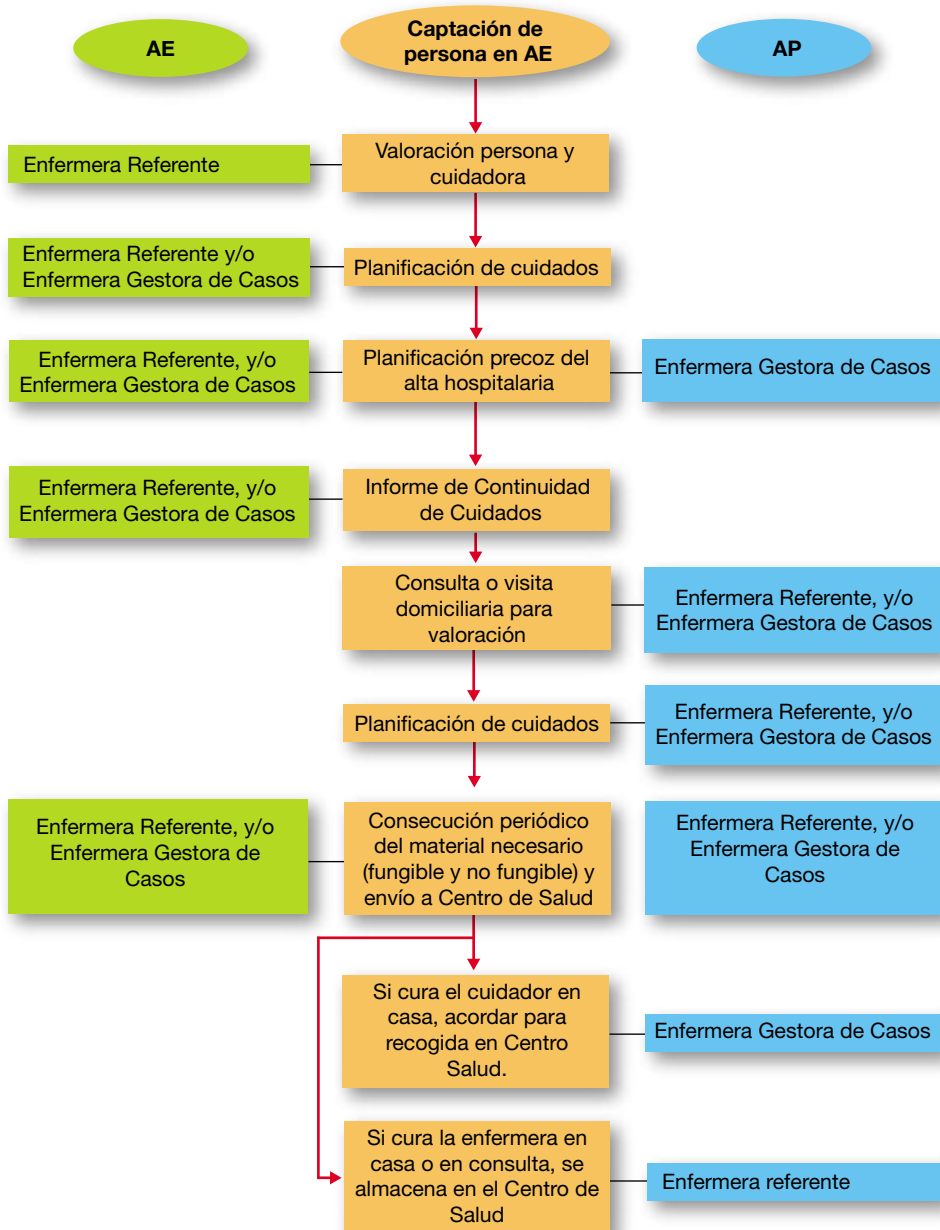 AE
Captación de
persona en AE
AP
Enfermera Referente
Valoración persona y
cuidadora
Enfermera Referente y/o
Enfermera Gestora de Casos
Planificación de cuidados
Enfermera Referente, y/o
Enfermera Gestora de Casos
Planificación precoz del
alta hospitalaria
Enfermera Gestora de Casos
Enfermera Referente, y/o
Enfermera Gestora de Casos
Informe de Continuidad
de Cuidados
Consulta o visita
domiciliaria para
valoración
Enfermera Referente, y/o
Enfermera Gestora de Casos
Planificación de cuidados
Enfermera Referente, y/o
Enfermera Gestora de Casos
Enfermera Referente, y/o
Enfermera Gestora de
Casos
Consecución periódico
del material necesario
(fungible y no fungible) y
envío a Centro de Salud
Enfermera Referente, y/o
Enfermera Gestora de
Casos
Si cura el cuidador en
casa, acordar para
recogida en Centro
Salud.
Enfermera Gestora de Casos
Si cura la enfermera en
casa o en consulta, se
almacena en el Centro de
Salud
Enfermera referente